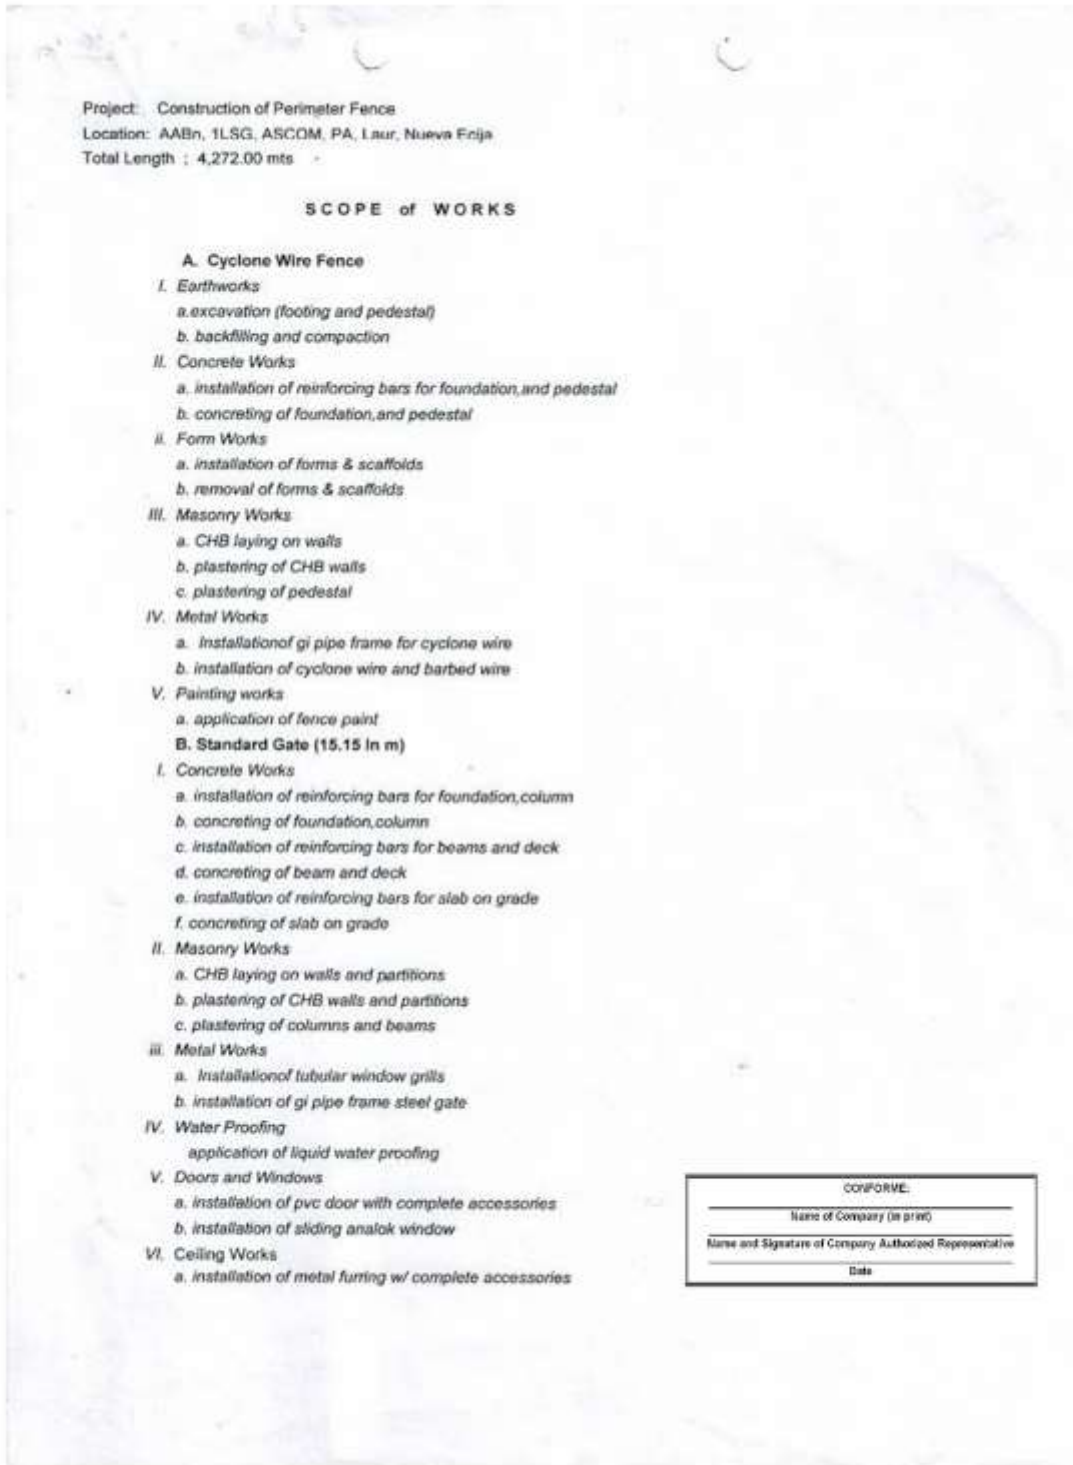 Project: Construction of Perimeter Fence
Location: AABn, 1LSG, ASCOM, PA, Laur, Nueva Ecija
Total Length : 4,272.00 mts
SCOPE of WORKS
A. Cyclone Wire Fence
I. Earthworks
a.excavation (footing and pedestal)
b. backfilling and compaction
II. Concrete Works
a. installation of reinforcing bars for foundation,and pedestal
b. concreting of foundation,and pedestal
ii. Form Works
a. installation of forms & scaffolds
b. removal of forms & scaffolds
III. Masonry Works
a. CHB laying on walls
b. plastering of CHB walls
c. plastering of pedestal
IV. Metal Works
a. Installationof gi pipe frame for cyclone wire
b. installation of cyclone wire and barbed wire
V. Painting works
a. application of fence paint
B. Standard Gate (15.15 ln m)
I. Concrete Works
a. installation of reinforcing bars for foundation,column
b. concreting of foundation,column
c. installation of reinforcing bars for beams and deck
d. concreting of beam and deck
e. installation of reinforcing bars for slab on grade
f. concreting of slab on grade
II. Masonry Works
a. CHB laying on walls and partitions
b. plastering of CHB walls and partitions
c. plastering of columns and beams
iii. Metal Works
a. Installationof tubular window grills
b. installation of gi pipe frame steel gate
IV. Water Proofing
application of liquid water proofing
V. Doors and Windows
a. installation of pvc door with complete accessories
b. installation of sliding analok window
VI. Ceiling Works
a. installation of metal furring w/ complete accessories
CONFORME:
Name of Company (in print)
Name and Signature of Company Authorized Representative
Date